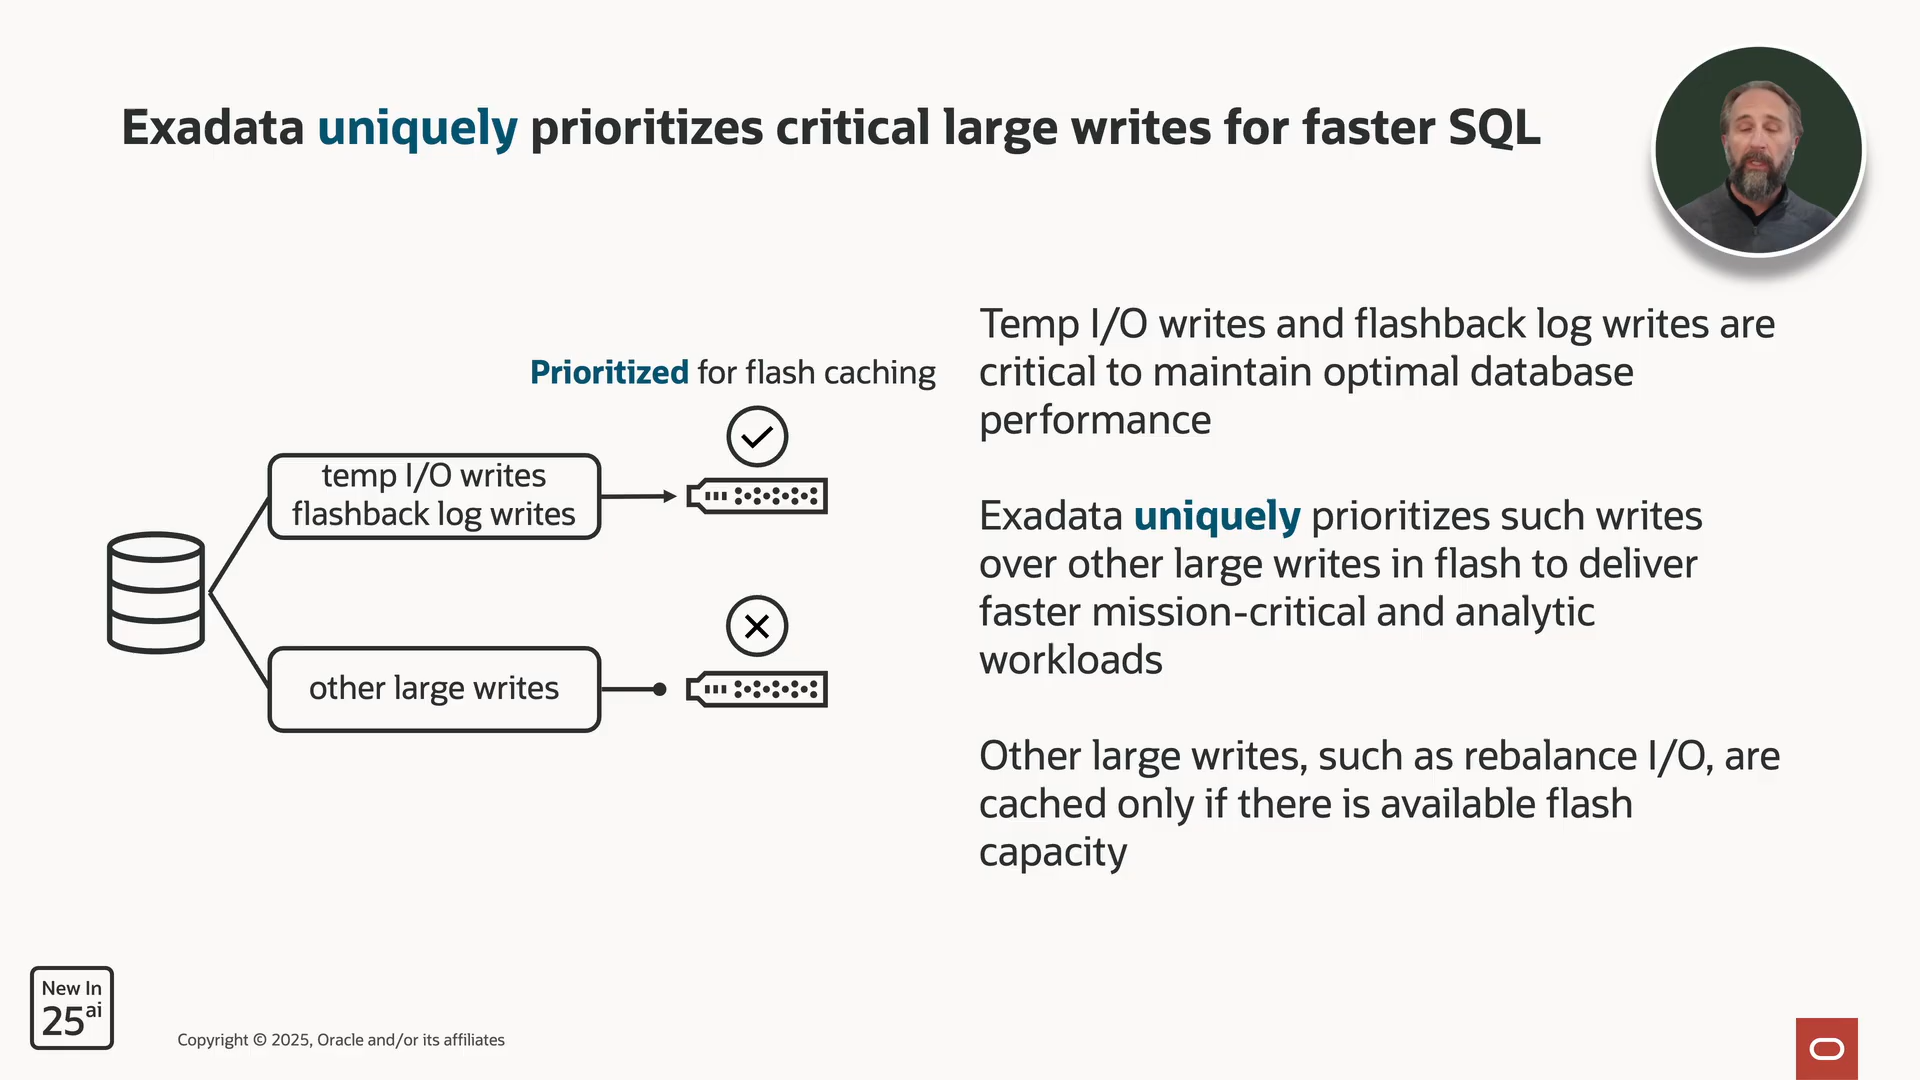 Exadata uniquely prioritizes critical large writes for faster SQL
Prioritized for flash caching
temp I/O writes
flashback log writes
other large writes
Temp I/O writes and flashback log writes are
critical to maintain optimal database
performance
Exadata uniquely prioritizes such writes
over other large writes in flash to deliver
faster mission-critical and analytic
workloads
Other large writes, such as rebalance I/O, are
cached only if there is available flash
capacity
New In
25ai
Copyright © 2025, Oracle and/or its affiliates